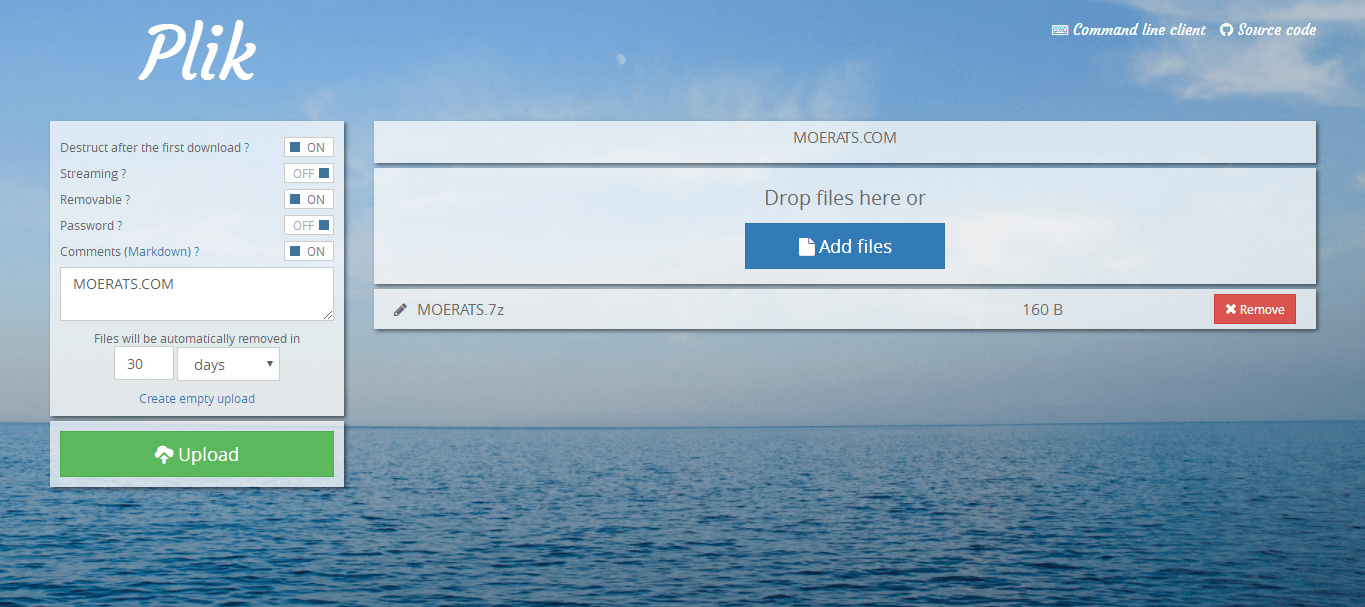 Plik
Command line client Source code
Destruct after the first download ? ON
Streaming ? OFF
Removable ? ON
Password ? OFF
Comments (Markdown) ? ON
MOERATS.COM
Files will be automatically removed in
30 days
Create empty upload
Upload
MOERATS.COM
Drop files here or
Add files
MOERATS.7z 160 B Remove